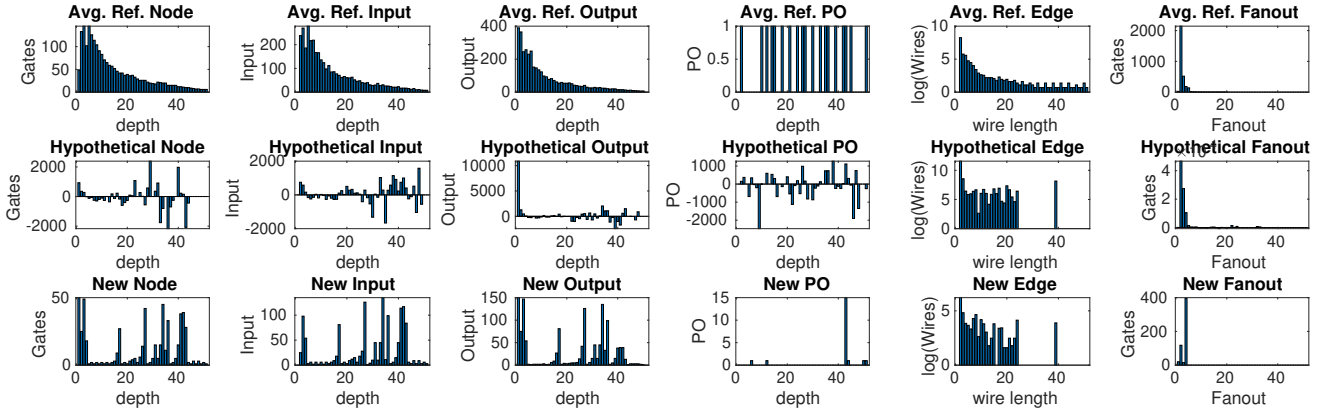 Avg. Ref. Node Avg. Ref. Input Avg. Ref. Output Avg. Ref. PO Avg. Ref. Edge Avg. Ref. Fanout
Gates 100 50 0 0 20 40 depth
Input 200 100 0 0 20 40 depth
Output 400 200 0 0 20 40 depth
PO 1 0.5 0 0 20 40 depth
log(Wires) 10 5 0 0 20 40 wire length
Gates 2000 1000 0 0 20 40 Fanout
Hypothetical Node Hypothetical Input Hypothetical Output Hypothetical PO Hypothetical Edge Hypothetical Fanout
Gates 2000 0 -2000 0 20 40 depth
Input 2000 0 -2000 0 20 40 depth
Output 10000 5000 0 0 20 40 depth
PO 1000 0 -1000 -2000 0 20 40 depth
log(Wires) 10 5 0 0 20 40 wire length
Gates 4 2 0 0 20 40 Fanout
New Node New Input New Output New PO New Edge New Fanout
Gates 50 0 0 20 40 depth
Input 100 50 0 0 20 40 depth
Output 150 100 50 0 0 20 40 depth
PO 15 10 5 0 0 20 40 depth
log(Wires) 5 0 0 20 40 wire length
Gates 400 200 0 0 20 40 Fanout